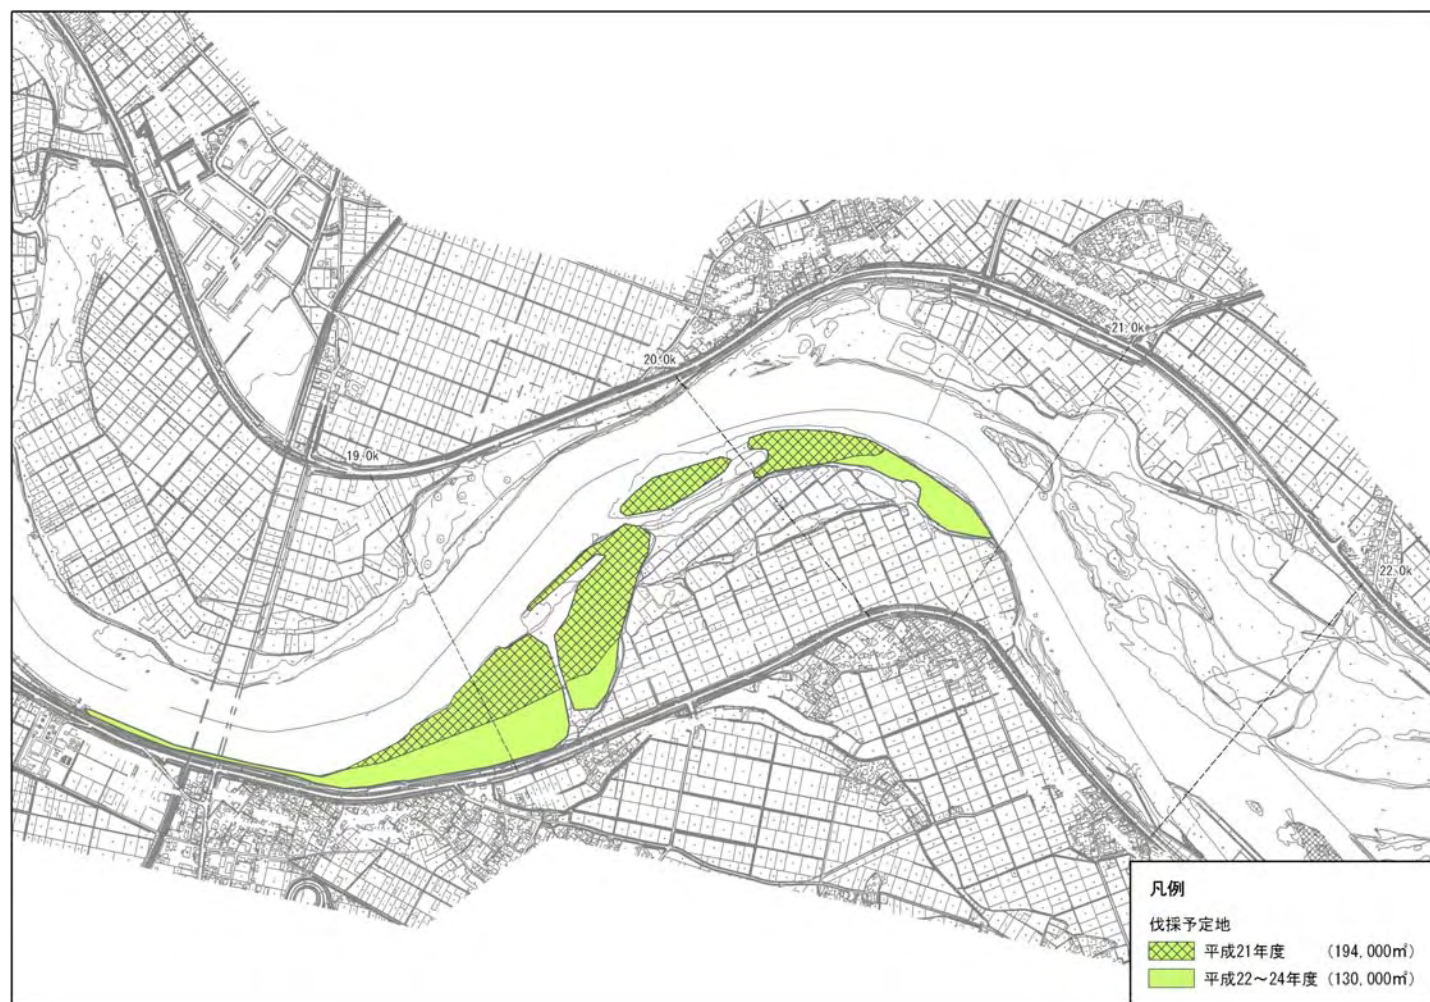 21.0k
20.0k
19.0k
22.0k
凡例
伐採予定地
平成21年度 (194,000㎡)
平成22～24年度 (130,000㎡)